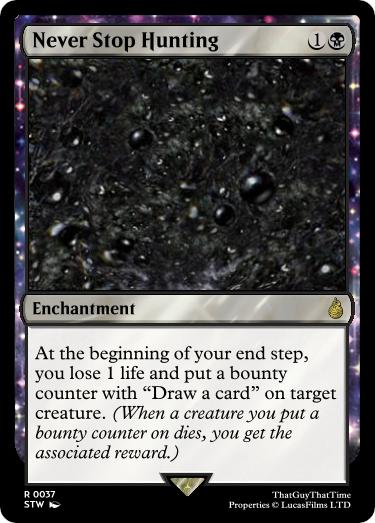 Never Stop Hunting 1
Enchantment
At the beginning of your end step,
you lose 1 life and put a bounty
counter with “Draw a card” on target
creature. (When a creature you put a
bounty counter on dies, you get the
associated reward.)
R 0037
STW
ThatGuyThatTime
Properties © LucasFilms LTD